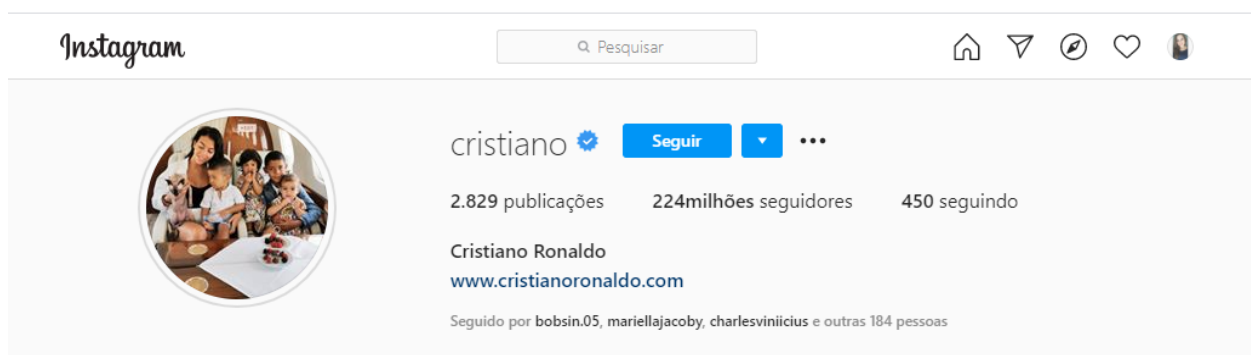 Instagram
Pesquisar
cristiano Seguir
2.829 publicações 224milhões seguidores 450 seguindo
Cristiano Ronaldo
www.cristianoronaldo.com
Seguido por bobsin.05, mariellajacoby, charlesviniicius e outras 184 pessoas